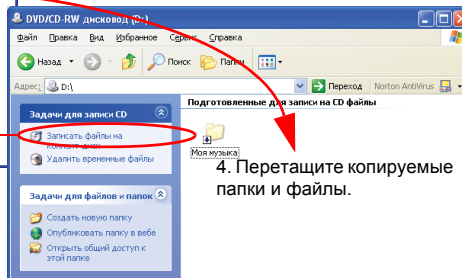 DVD/CD-RW дисковод (D:)
Файл Правка Вид Избранное Сервис Справка
Назад Поиск Папки
Адрес: D:\ Переход Norton AntiVirus
Задачи для записи CD
Записать файлы на
компакт-диск
Удалить временные файлы
Подготовленные для записи на CD файлы
Моя музыка
4. Перетащите копируемые
папки и файлы.
Задачи для файлов и папок
Создать новую папку
Опубликовать папку в вебе
Открыть общий доступ к
этой папке